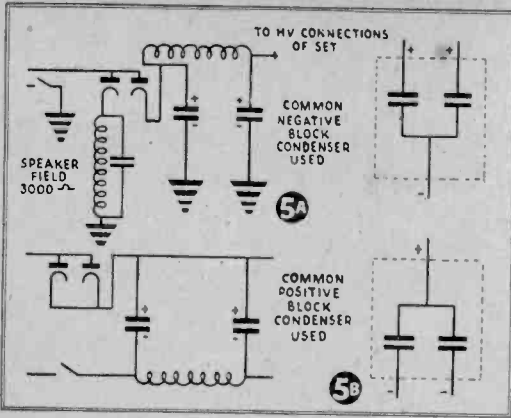 TO HV CONNECTIONS
OF SET
+
+
+
+
+
COMMON
NEGATIVE
BLOCK
CONDENSER
USED
-
-
SPEAKER
FIELD
3000 Ω
5A
-
+
COMMON
POSITIVE
BLOCK
CONDENSER
USED
+
+
-
-
5B
-
-